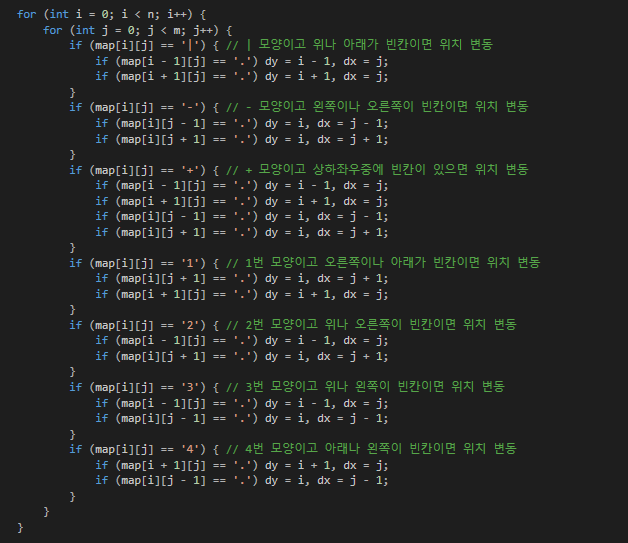 for (int i = 0; i < n; i++) {
    for (int j = 0; j < m; j++) {
        if (map[i][j] == '|') { // | 모양이고 위나 아래가 빈칸이면 위치 변동
            if (map[i - 1][j] == '.') dy = i - 1, dx = j;
            if (map[i + 1][j] == '.') dy = i + 1, dx = j;
        }
        if (map[i][j] == '-') { // - 모양이고 왼쪽이나 오른쪽이 빈칸이면 위치 변동
            if (map[i][j - 1] == '.') dy = i, dx = j - 1;
            if (map[i][j + 1] == '.') dy = i, dx = j + 1;
        }
        if (map[i][j] == '+') { // + 모양이고 상하좌우중에 빈칸이 있으면 위치 변동
            if (map[i - 1][j] == '.') dy = i - 1, dx = j;
            if (map[i + 1][j] == '.') dy = i + 1, dx = j;
            if (map[i][j - 1] == '.') dy = i, dx = j - 1;
            if (map[i][j + 1] == '.') dy = i, dx = j + 1;
        }
        if (map[i][j] == '1') { // 1번 모양이고 오른쪽이나 아래가 빈칸이면 위치 변동
            if (map[i][j + 1] == '.') dy = i, dx = j + 1;
            if (map[i + 1][j] == '.') dy = i + 1, dx = j;
        }
        if (map[i][j] == '2') { // 2번 모양이고 위나 오른쪽이 빈칸이면 위치 변동
            if (map[i - 1][j] == '.') dy = i - 1, dx = j;
            if (map[i][j + 1] == '.') dy = i, dx = j + 1;
        }
        if (map[i][j] == '3') { // 3번 모양이고 위나 왼쪽이 빈칸이면 위치 변동
            if (map[i - 1][j] == '.') dy = i - 1, dx = j;
            if (map[i][j - 1] == '.') dy = i, dx = j - 1;
        }
        if (map[i][j] == '4') { // 4번 모양이고 아래나 왼쪽이 빈칸이면 위치 변동
            if (map[i + 1][j] == '.') dy = i + 1, dx = j;
            if (map[i][j - 1] == '.') dy = i, dx = j - 1;
        }
    }
}